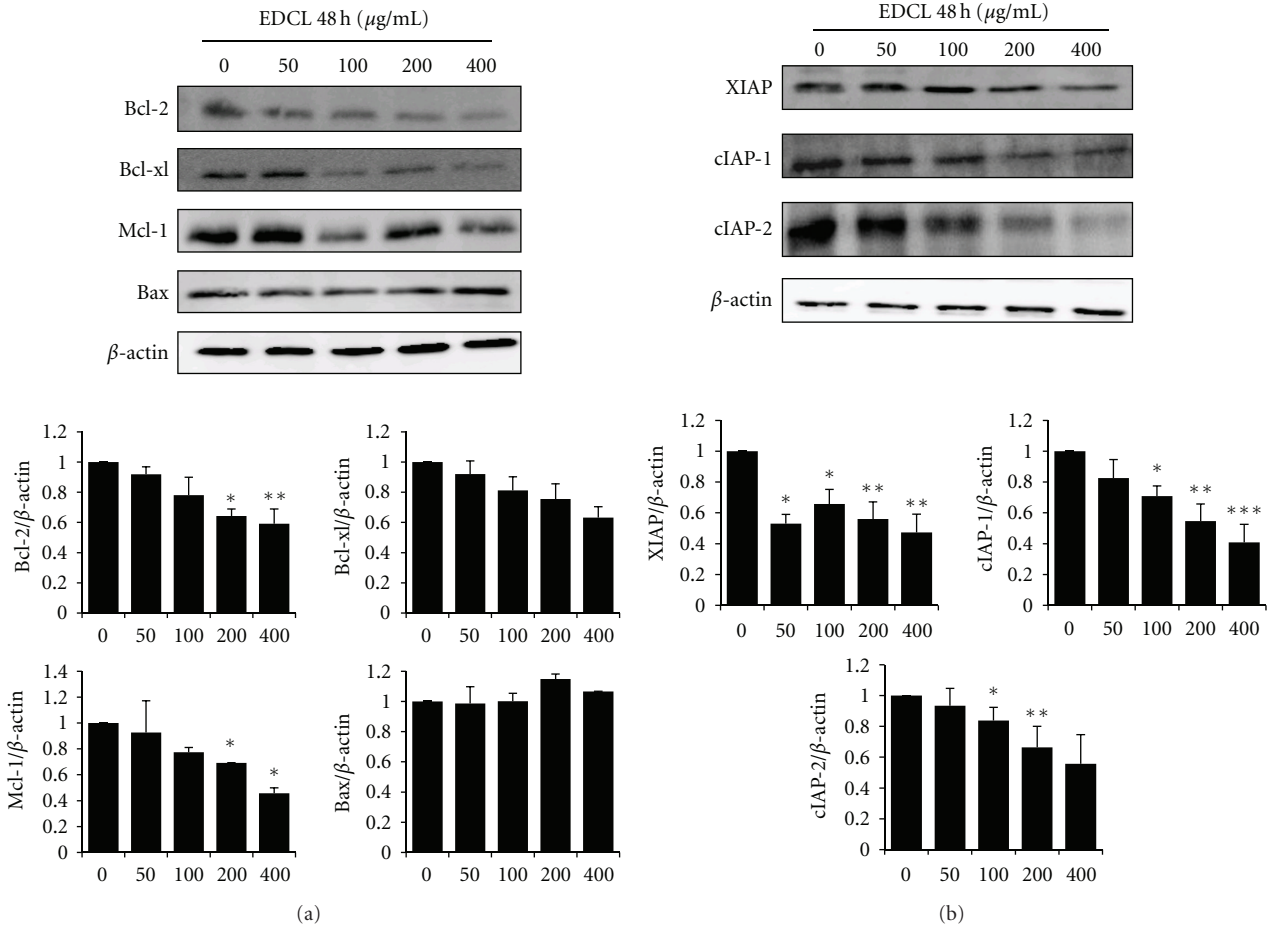 EDCL 48 h (μg/mL)
0 50 100 200 400
Bcl-2
Bcl-xl
Mcl-1
Bax
β-actin
EDCL 48 h (μg/mL)
0 50 100 200 400
XIAP
cIAP-1
cIAP-2
β-actin
Bcl-2/β-actin
1.2
1
0.8
0.6
0.4
0.2
0
* **
0 50 100 200 400
Bcl-xl/β-actin
1.2
1
0.8
0.6
0.4
0.2
0
0 50 100 200 400
Mcl-1/β-actin
1.4
1.2
1
0.8
0.6
0.4
0.2
0
* *
0 50 100 200 400
Bax/β-actin
1.2
1
0.8
0.6
0.4
0.2
0
0 50 100 200 400
(a)
XIAP/β-actin
1.2
1
0.8
0.6
0.4
0.2
0
* * ** **
0 50 100 200 400
cIAP-1/β-actin
1.2
1
0.8
0.6
0.4
0.2
0
* ** ***
0 50 100 200 400
cIAP-2/β-actin
1.2
1
0.8
0.6
0.4
0.2
0
* **
0 50 100 200 400
(b)